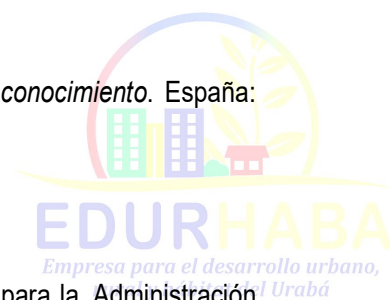 conocimiento. España:
EDURHABA
Empresa para el desarrollo urbano,
del Urabá
para la Administración